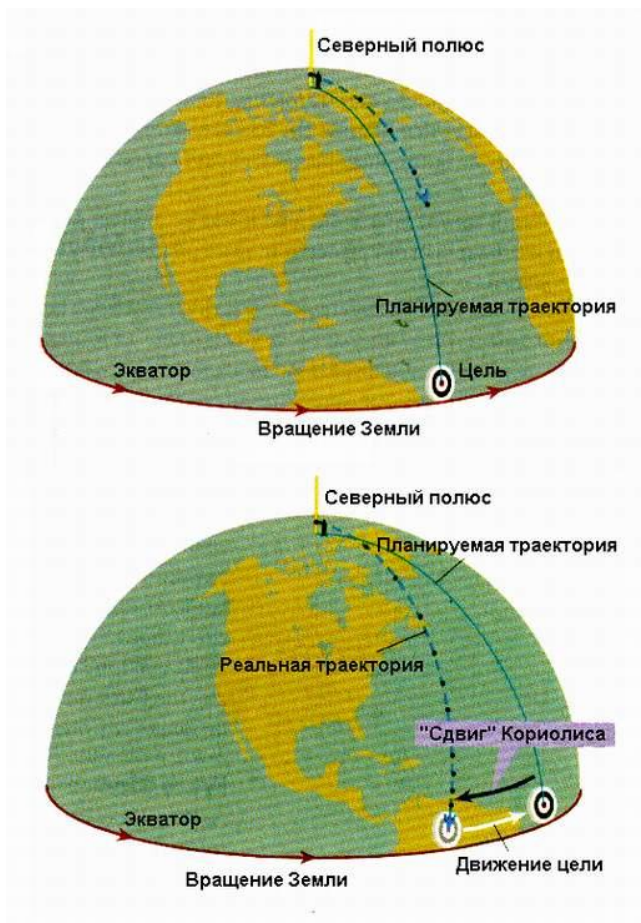 Северный полюс
Планируемая траектория
Экватор
Цель
Вращение Земли
Северный полюс
Планируемая траектория
Реальная траектория
"Сдвиг" Кориолиса
Экватор
Движение цели
Вращение Земли